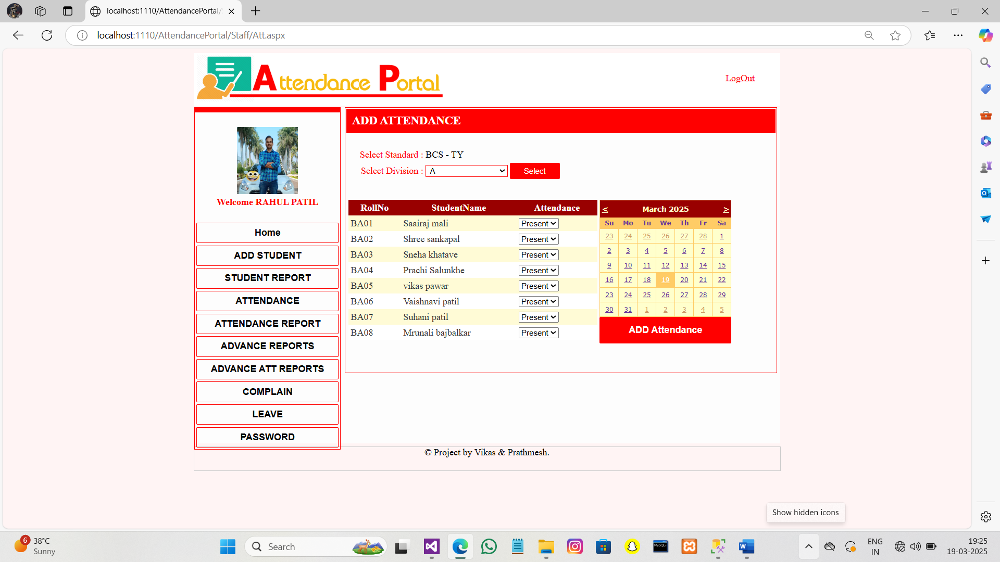 localhost:1110/AttendancePortal/
localhost:1110/AttendancePortal/Staff/Att.aspx
Attendance Portal
LogOut
Welcome RAHUL PATIL
Home
ADD STUDENT
STUDENT REPORT
ATTENDANCE
ATTENDANCE REPORT
ADVANCE REPORTS
ADVANCE ATT REPORTS
COMPLAIN
LEAVE
PASSWORD
ADD ATTENDANCE
Select Standard : BCS - TY
Select Division : A Select
RollNo StudentName Attendance
BA01 Saairaj mali Present
BA02 Shree sankapal Present
BA03 Sneha khatave Present
BA04 Prachi Salunkhe Present
BA05 vikas pawar Present
BA06 Vaishnavi patil Present
BA07 Suhani patil Present
BA08 Mrunali bajbalkar Present
< March 2025 >
Su Mo Tu We Th Fr Sa
23 24 25 26 27 28 1
2 3 4 5 6 7 8
9 10 11 12 13 14 15
16 17 18 19 20 21 22
23 24 25 26 27 28 29
30 31 1 2 3 4 5
ADD Attendance
© Project by Vikas & Prathmesh.
Show hidden icons
6
38°C
Sunny
Search
MySQL
ENG
IN
19:25
19-03-2025